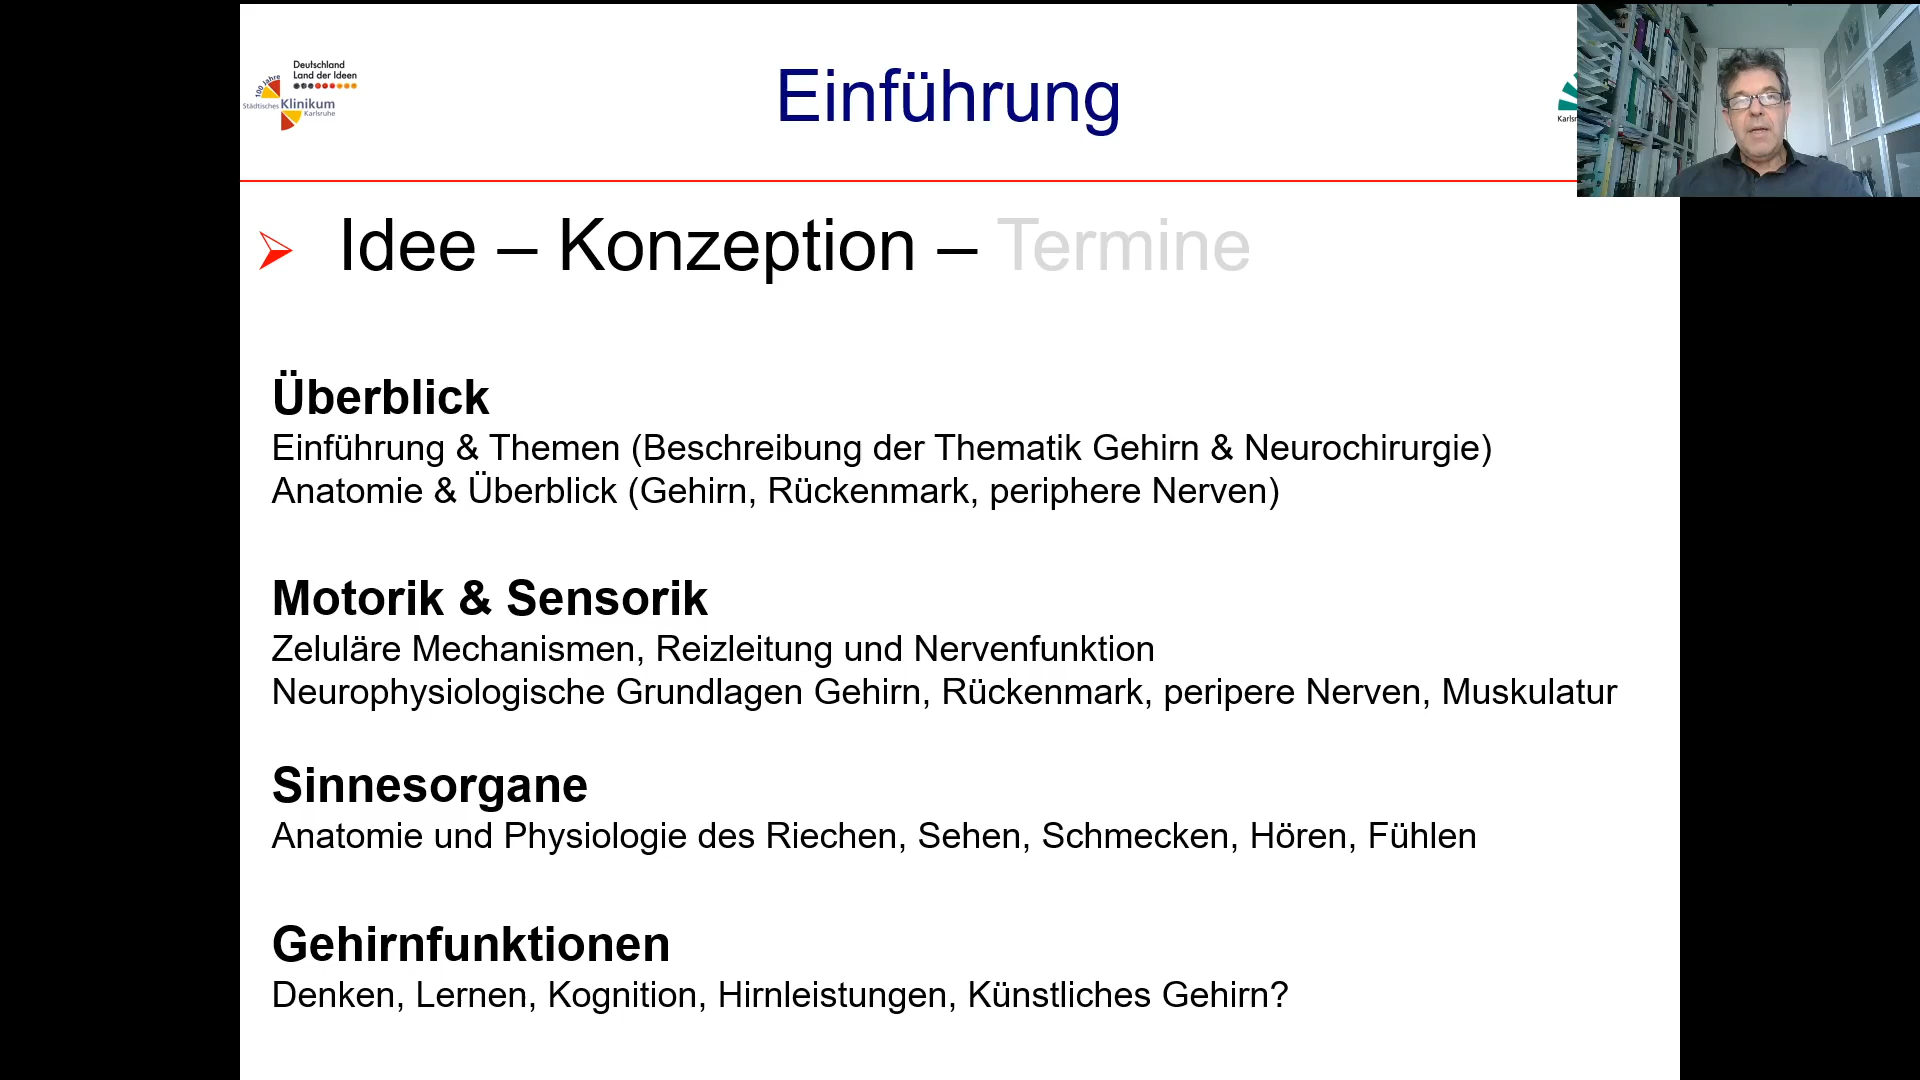 Deutschland
Land der Ideen
100 Jahre
Städtisches Klinikum
Karlsruhe
Einführung
Idee – Konzeption – Termine
Überblick
Einführung & Themen (Beschreibung der Thematik Gehirn & Neurochirurgie)
Anatomie & Überblick (Gehirn, Rückenmark, periphere Nerven)
Motorik & Sensorik
Zeluläre Mechanismen, Reizleitung und Nervenfunktion
Neurophysiologische Grundlagen Gehirn, Rückenmark, peripere Nerven, Muskulatur
Sinnesorgane
Anatomie und Physiologie des Riechen, Sehen, Schmecken, Hören, Fühlen
Gehirnfunktionen
Denken, Lernen, Kognition, Hirnleistungen, Künstliches Gehirn?